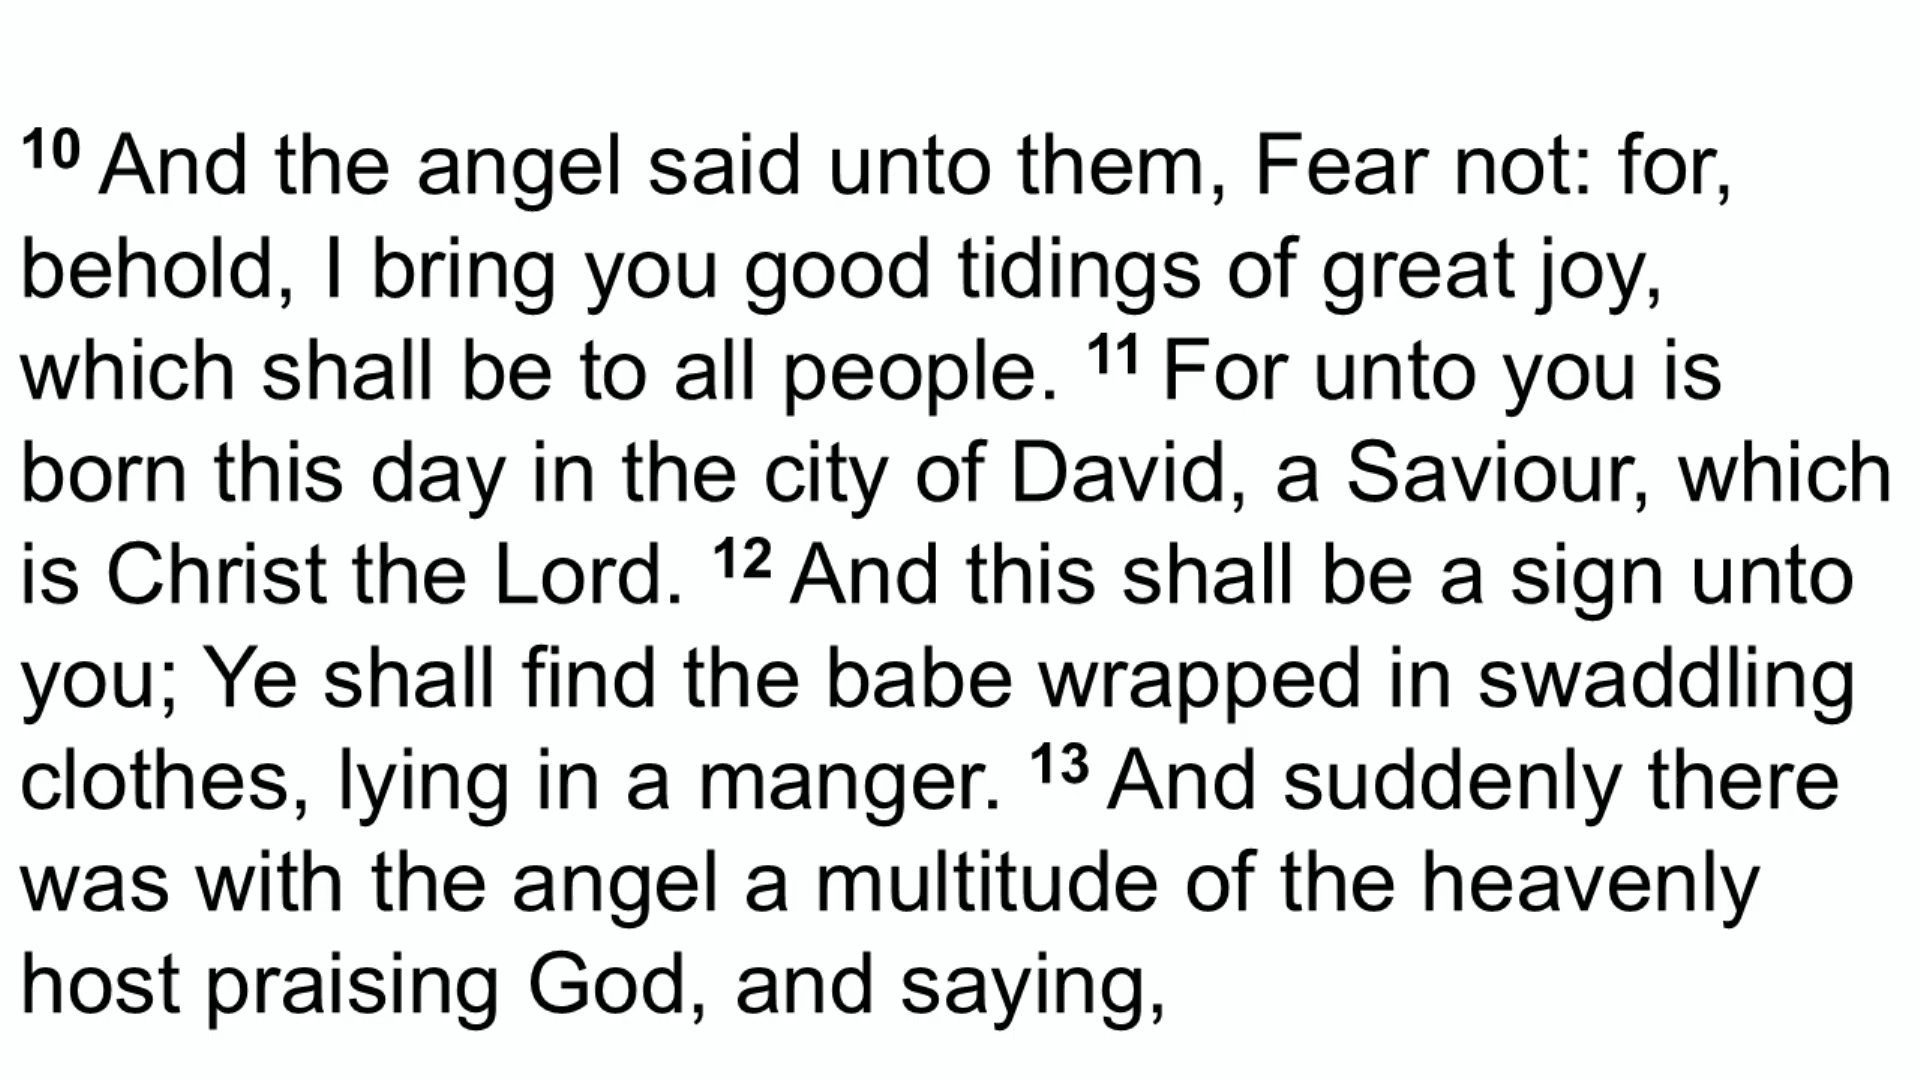 10 And the angel said unto them, Fear not: for,
behold, I bring you good tidings of great joy,
which shall be to all people. 11 For unto you is
born this day in the city of David, a Saviour, which
is Christ the Lord. 12 And this shall be a sign unto
you; Ye shall find the babe wrapped in swaddling
clothes, lying in a manger. 13 And suddenly there
was with the angel a multitude of the heavenly
host praising God, and saying,